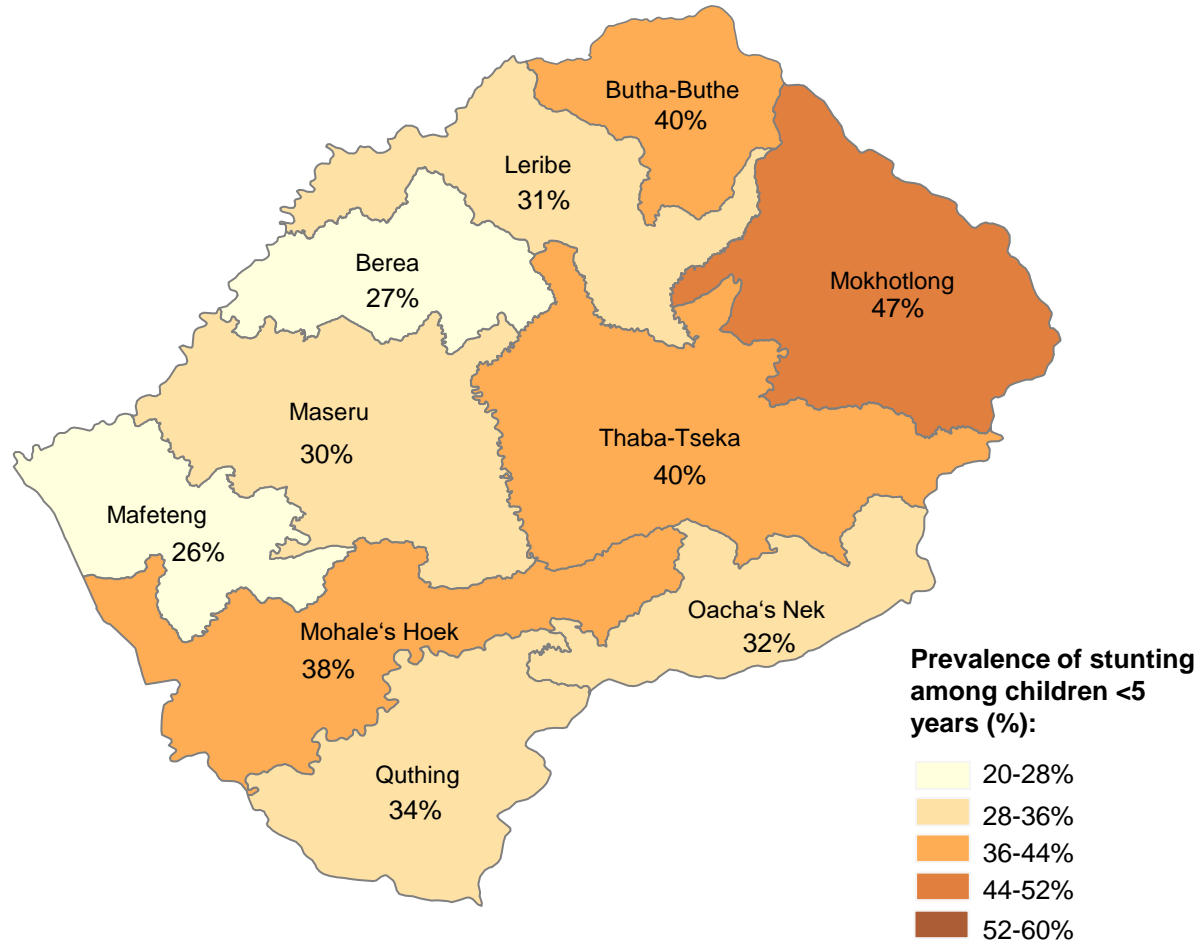 Butha-Buthe
40%
Leribe
31%
Berea
27%
Mokhotlong
47%
Maseru
30%
Thaba-Tseka
40%
Mafeteng
26%
Oacha‘s Nek
32%
Mohale‘s Hoek
38%
Quthing
34%
Prevalence of stunting
among children <5
years (%):
20-28%
28-36%
36-44%
44-52%
52-60%